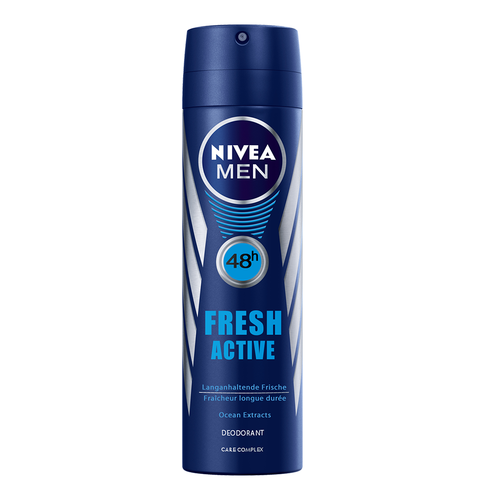 NIVEA
MEN
48h
FRESH
ACTIVE
Langanhaltende Frische
Fraîcheur longue durée
Ocean Extracts
DEODORANT
CARE COMPLEX